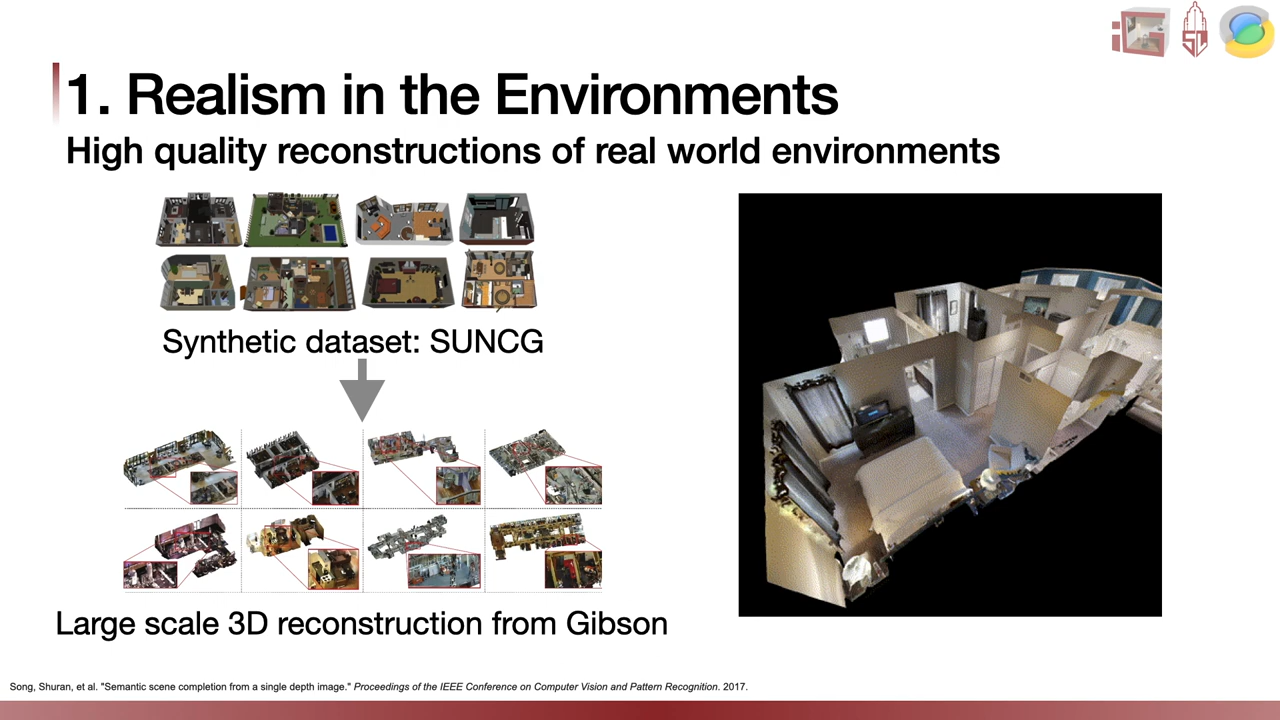 1. Realism in the Environments
High quality reconstructions of real world environments
Synthetic dataset: SUNCG
Large scale 3D reconstruction from Gibson
Song, Shuran, et al. "Semantic scene completion from a single depth image." Proceedings of the IEEE Conference on Computer Vision and Pattern Recognition. 2017.